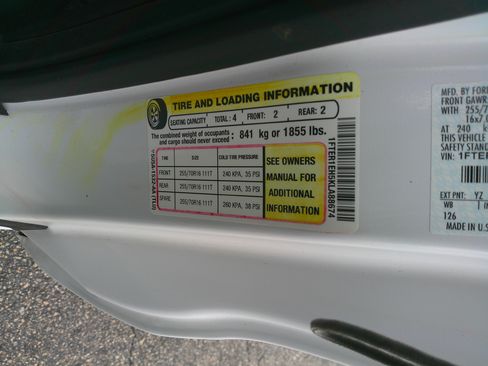 TIRE AND LOADING INFORMATION
SEATING CAPACITY TOTAL: 4 FRONT: 2 REAR: 2
The combined weight of occupants and cargo should never exceed: 841 kg or 1855 lbs.
TIRE SIZE COLD TIRE PRESSURE
FRONT 255/70R16 111T 240 KPA, 35 PSI
REAR 255/70R16 111T 240 KPA, 35 PSI
SPARE 255/70R16 111T 260 KPA, 38 PSI
SEE OWNERS
MANUAL FOR
ADDITIONAL
INFORMATION
1FTER1EH5KLA88674
MFD. BY FORD
FRONT GAWR
WITH 255/7
16x7.0
AT 240 k
THIS VEHICLE
SAFETY STAND
VIN: 1FTER
EXT PNT: YZ
WB
126
MADE IN U.S